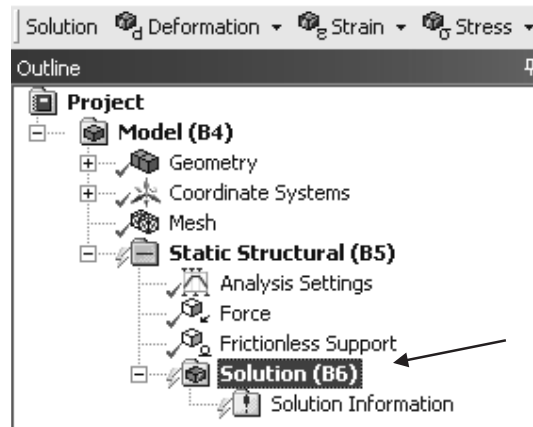 Solution Deformation Strain Stress
Outline
Project
Model (B4)
Geometry
Coordinate Systems
Mesh
Static Structural (B5)
Analysis Settings
Force
Frictionless Support
Solution (B6)
Solution Information